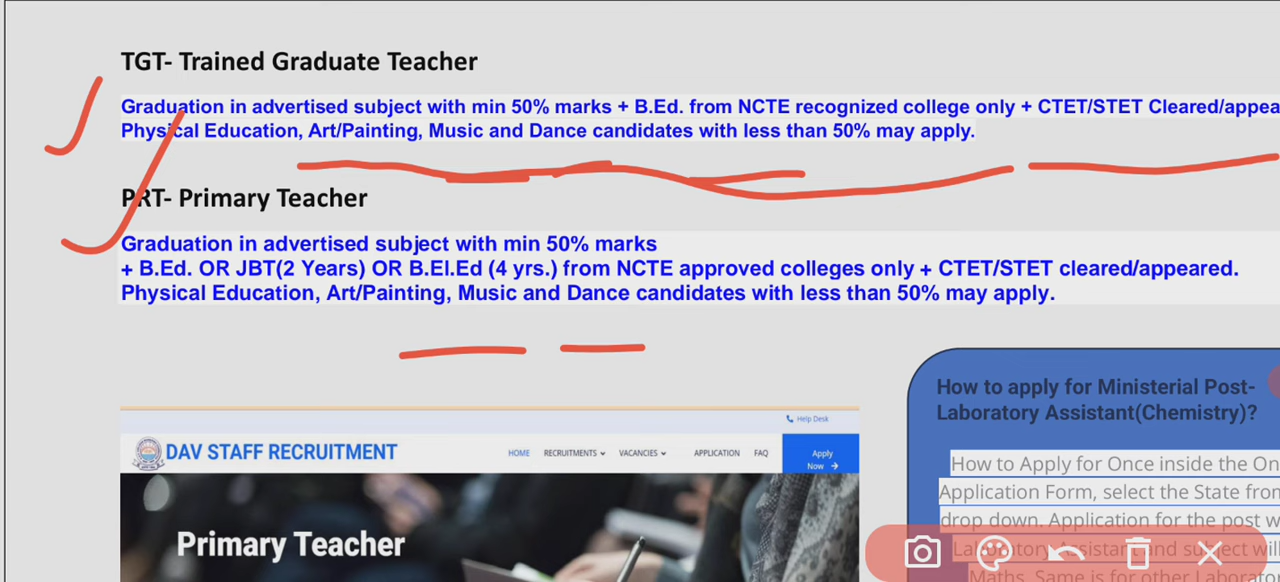 TGT- Trained Graduate Teacher
Graduation in advertised subject with min 50% marks + B.Ed. from NCTE recognized college only + CTET/STET Cleared/appea
Physical Education, Art/Painting, Music and Dance candidates with less than 50% may apply.
PRT- Primary Teacher
Graduation in advertised subject with min 50% marks
+ B.Ed. OR JBT(2 Years) OR B.El.Ed (4 yrs.) from NCTE approved colleges only + CTET/STET cleared/appeared.
Physical Education, Art/Painting, Music and Dance candidates with less than 50% may apply.
Help Desk
DAV STAFF RECRUITMENT
HOME RECRUITMENTS VACANCIES APPLICATION FAQ
Apply
Now
Primary Teacher
How to apply for Ministerial Post-
Laboratory Assistant(Chemistry)?
How to Apply for Once inside the On
Application Form, select the State from
drop down. Application for the post w
Laboratory Assistant and subject will
Maths. Same is for other laborato